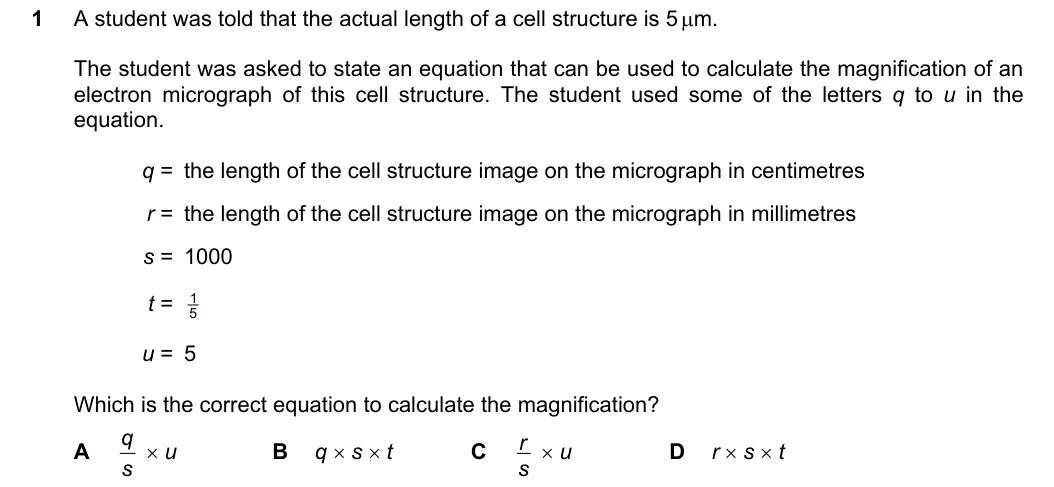 1 A student was told that the actual length of a cell structure is 5 μm.
The student was asked to state an equation that can be used to calculate the magnification of an
electron micrograph of this cell structure. The student used some of the letters q to u in the
equation.
q = the length of the cell structure image on the micrograph in centimetres
r = the length of the cell structure image on the micrograph in millimetres
s = 1000
t = 1/5
u = 5
Which is the correct equation to calculate the magnification?
A q/s × u B q × s × t C r/s × u D r × s × t